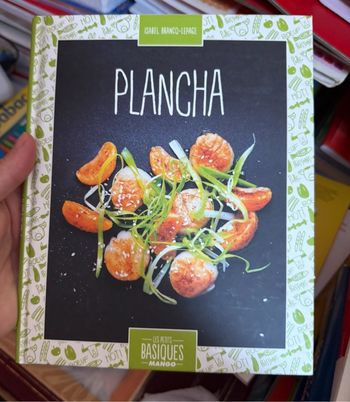 ISABEL BRANCQ-LEPAGE
PLANCHA
LES PETITS
BASIQUES
MANGO